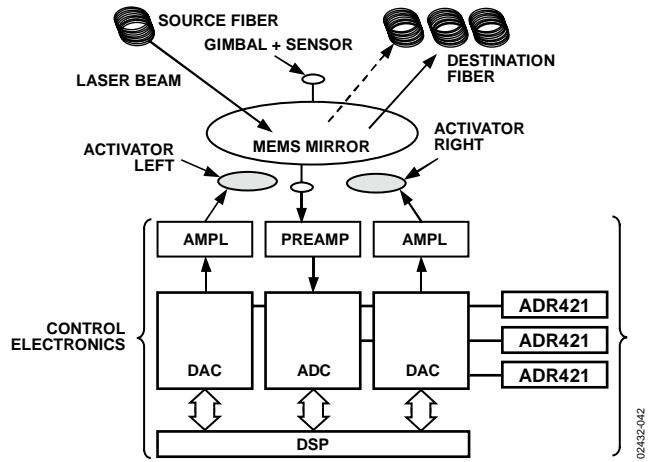 SOURCE FIBER
GIMBAL + SENSOR
DESTINATION
FIBER
LASER BEAM
MEMS MIRROR
ACTIVATOR
LEFT
ACTIVATOR
RIGHT
AMPL
PREAMP
AMPL
CONTROL
ELECTRONICS
DAC
ADC
DAC
ADR421
ADR421
ADR421
DSP
02432-042